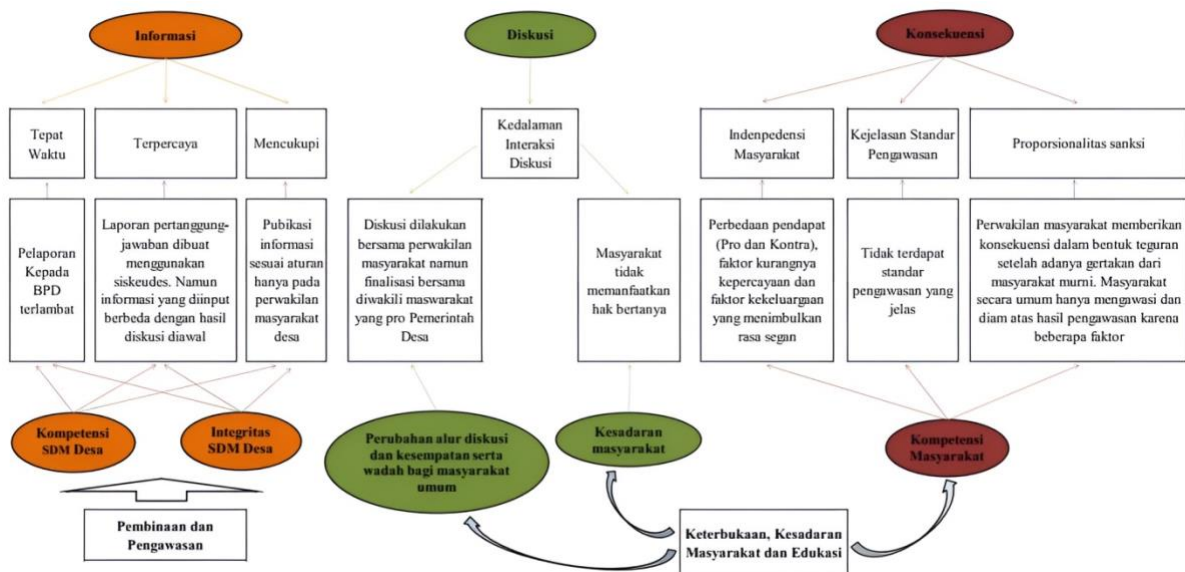 Informasi
Diskusi
Konsekuensi
Tepat
Waktu
Terpercaya
Mencukupi
Kedalaman
Interaksi
Diskusi
Indenpedensi
Masyarakat
Kejelasan Standar
Pengawasan
Proporsionalitas sanksi
Pelaporan
Kepada
BPD
terlambat
Laporan pertanggung-
jawaban dibuat
menggunakan
siskeudes. Namun
informasi yang diinput
berbeda dengan hasil
diskusi diawal
Pubikasi
informasi
sesuai aturan
hanya pada
perwakilan
masyarakat
desa
Diskusi dilakukan
bersama perwakilan
masyarakat namun
finalisasi bersama
diwakili maswarakat
yang pro Pemerintah
Desa
Masyarakat
tidak
memanfaatkan
hak bertanya
Perbedaan pendapat
(Pro dan Kontra),
faktor kurangnya
kepercayaan dan
faktor kekeluargaan
yang menimbulkan
rasa segan
Tidak terdapat
standar
pengawasan yang
jelas
Perwakilan masyarakat memberikan
konsekuensi dalam bentuk teguran
setelah adanya gertakan dari
masyarakat murni. Masyarakat
secara umum hanya mengawasi dan
diam atas hasil pengawasan karena
beberapa faktor
Kompetensi
SDM Desa
Integritas
SDM Desa
Perubahan alur diskusi
dan kesempatan serta
wadah bagi masyarakat
umum
Kesadaran
masyarakat
Kompetensi
Masyarakat
Pembinaan dan
Pengawasan
Keterbukaan, Kesadaran
Masyarakat dan Edukasi